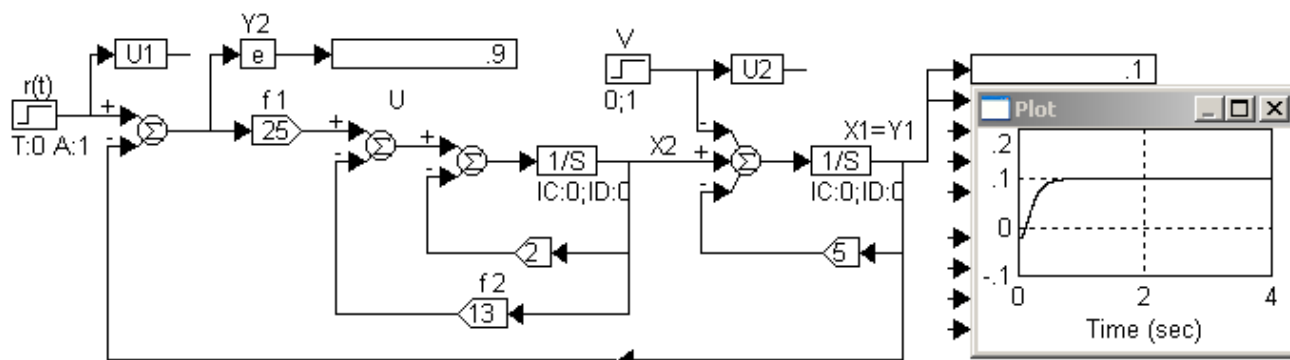 Y2
V
U1
e
.9
U2
.1
r(t)
f1
U
0;1
Plot
+
-
Σ
25
+
-
Σ
+
-
Σ
1/S
X2
-
+
-
Σ
1/S
X1=Y1
T:0 A:1
IC:0;ID:0
IC:0;ID:0
2
5
f2
13
.2
.1
0
-.1
0
2
4
Time (sec)